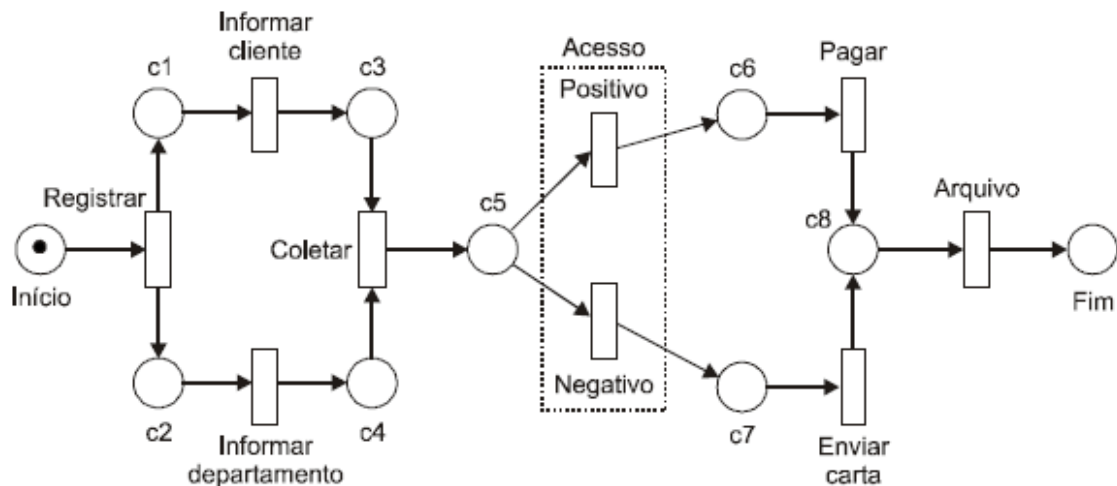 Informar
cliente
c1
c3
Acesso
Positivo
c6
Pagar
Registrar
Início
Coletar
c5
c8
Arquivo
Fim
Negativo
c2
c4
c7
Informar
departamento
Enviar
carta